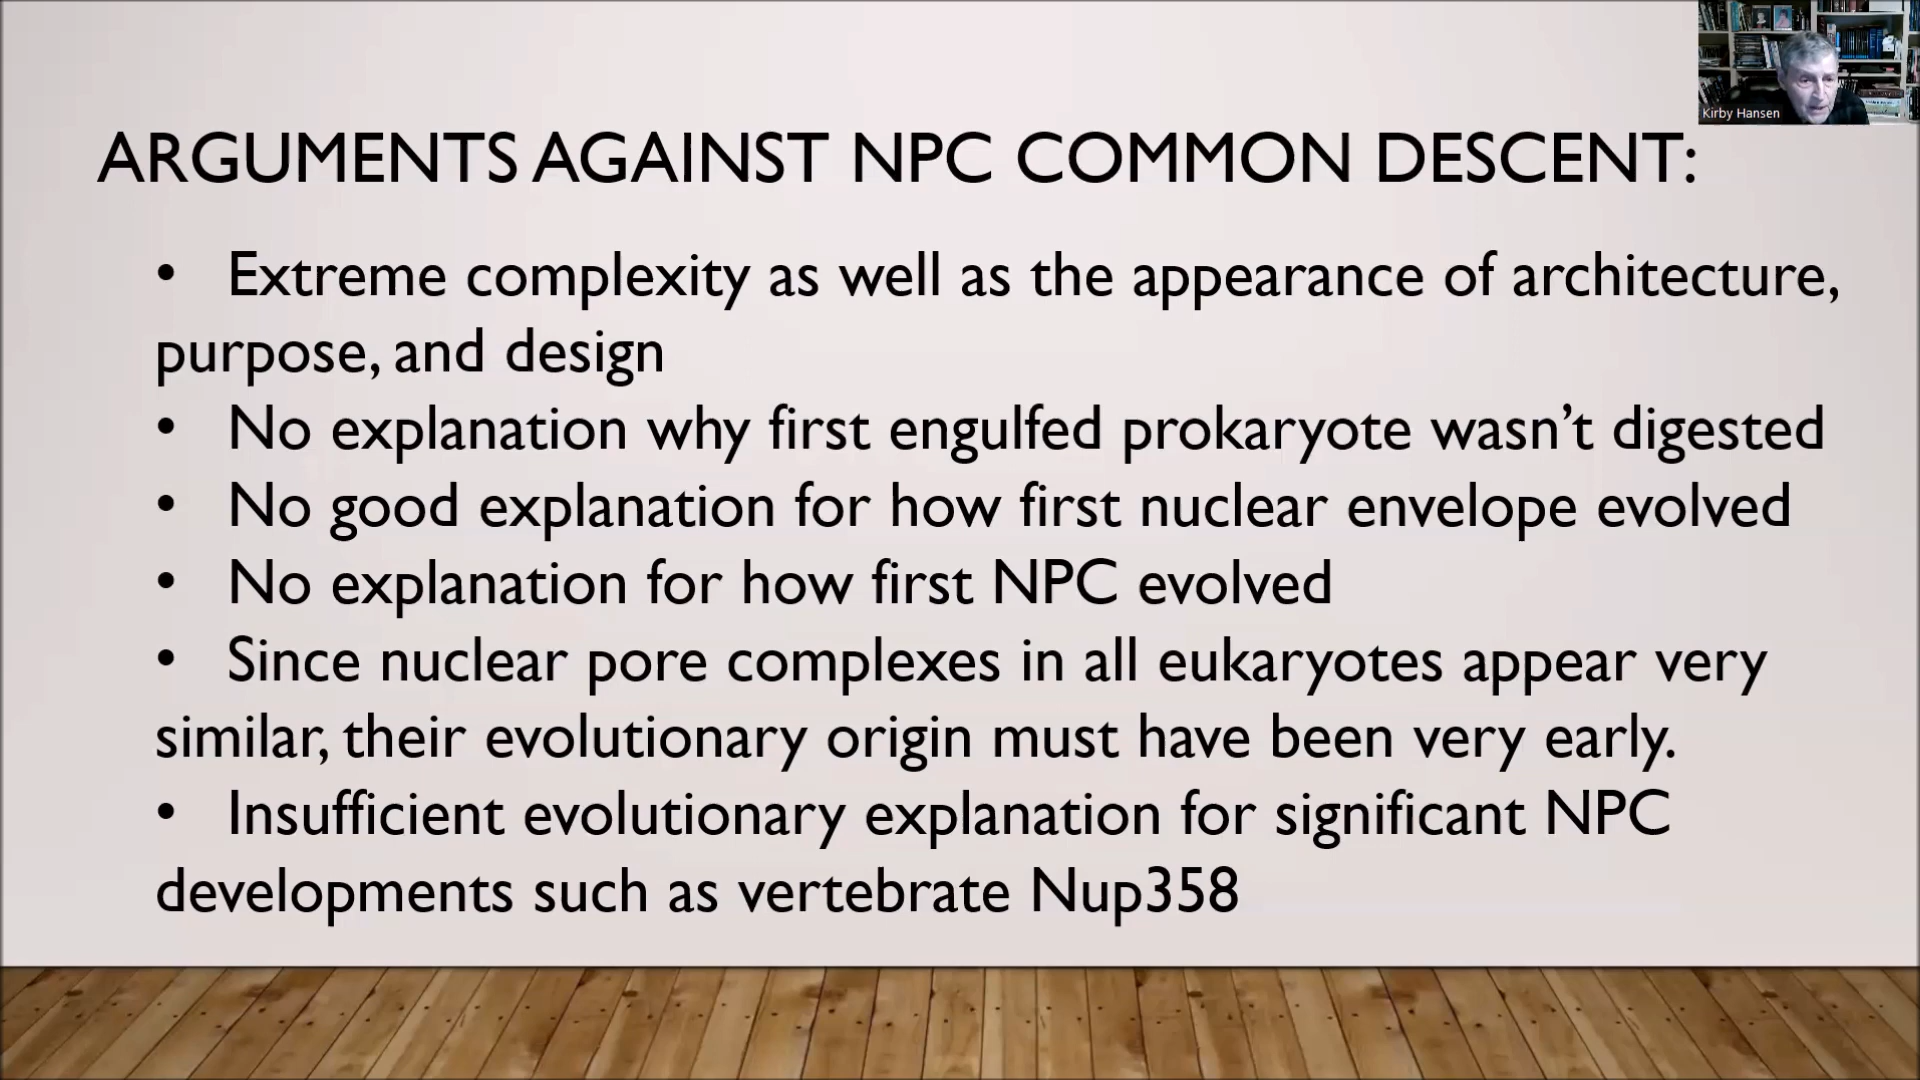 Kirby Hansen
ARGUMENTS AGAINST NPC COMMON DESCENT:
• Extreme complexity as well as the appearance of architecture,
purpose, and design
• No explanation why first engulfed prokaryote wasn’t digested
• No good explanation for how first nuclear envelope evolved
• No explanation for how first NPC evolved
• Since nuclear pore complexes in all eukaryotes appear very
similar, their evolutionary origin must have been very early.
• Insufficient evolutionary explanation for significant NPC
developments such as vertebrate Nup358